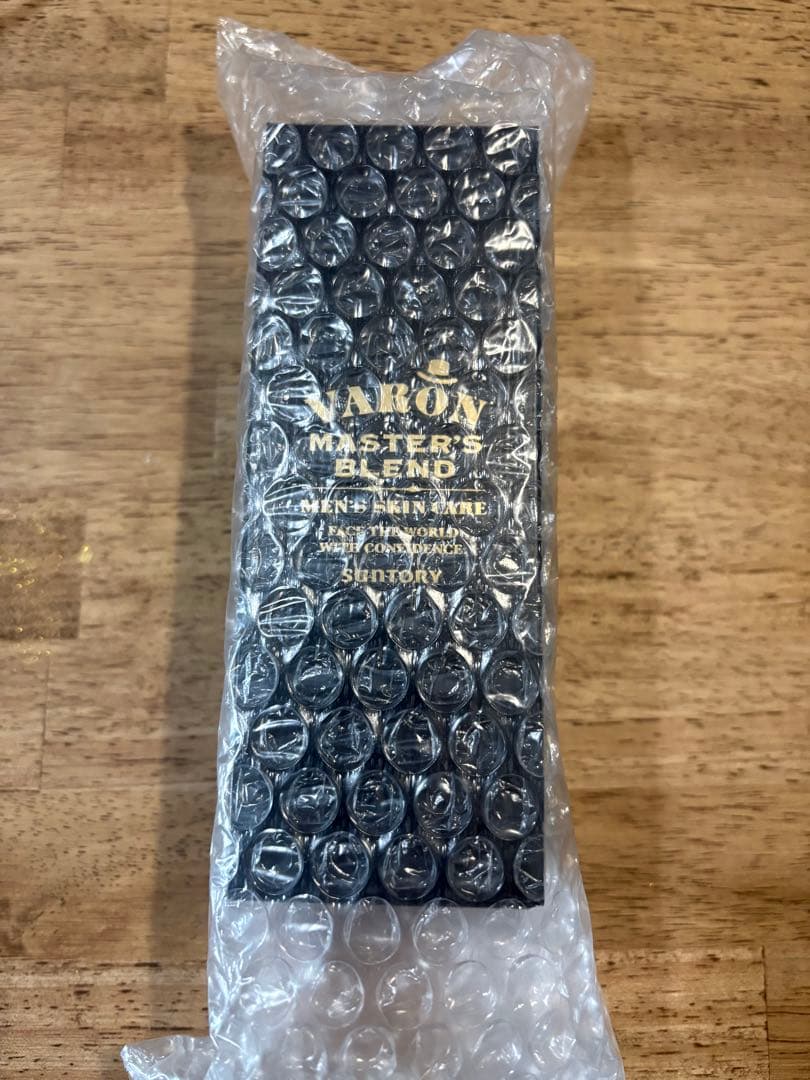 VARON
MASTER'S
BLEND
MEN'S SKIN CARE
FACE THE WORLD
WITH CONFIDENCE.
SUNTORY